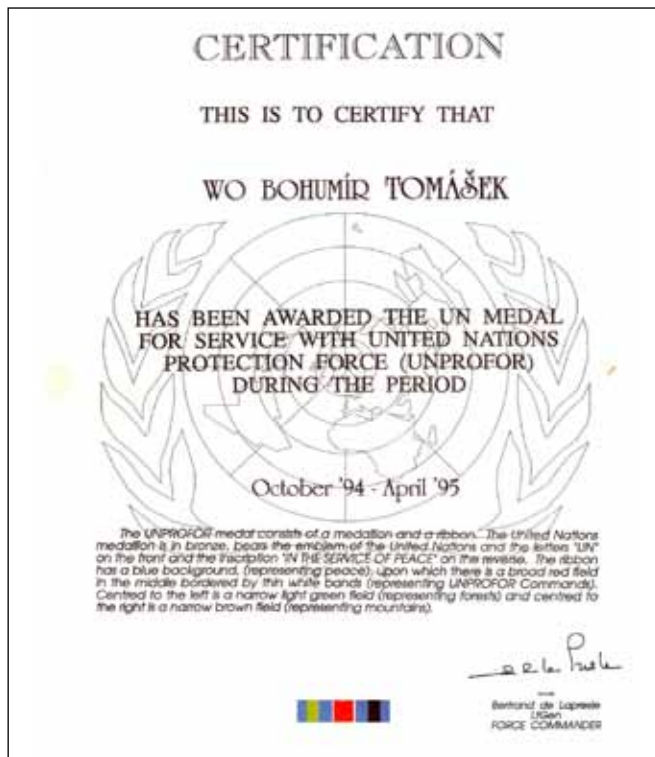 CERTIFICATION
THIS IS TO CERTIFY THAT
WO BOHUMÍR TOMÁŠEK
HAS BEEN AWARDED THE UN MEDAL
FOR SERVICE WITH UNITED NATIONS
PROTECTION FORCE (UNPROFOR)
DURING THE PERIOD
October '94 - April '95
The UNPROFOR medal consists of a medallion and a ribbon. The United Nations
medallion is in bronze, bears the emblem of the United Nations and the letters "UN"
on the front and the inscription "IN THE SERVICE OF PEACE" on the reverse. The ribbon
has a blue background, (representing peace), upon which there is a broad red field
in the middle bordered by thin white bands (representing UNPROFOR Commands).
Centred to the left is a narrow light green field (representing forests) and centred to
the right is a narrow brown field (representing mountains).
Bertrand de Lapresle
LtGen
FORCE COMMANDER